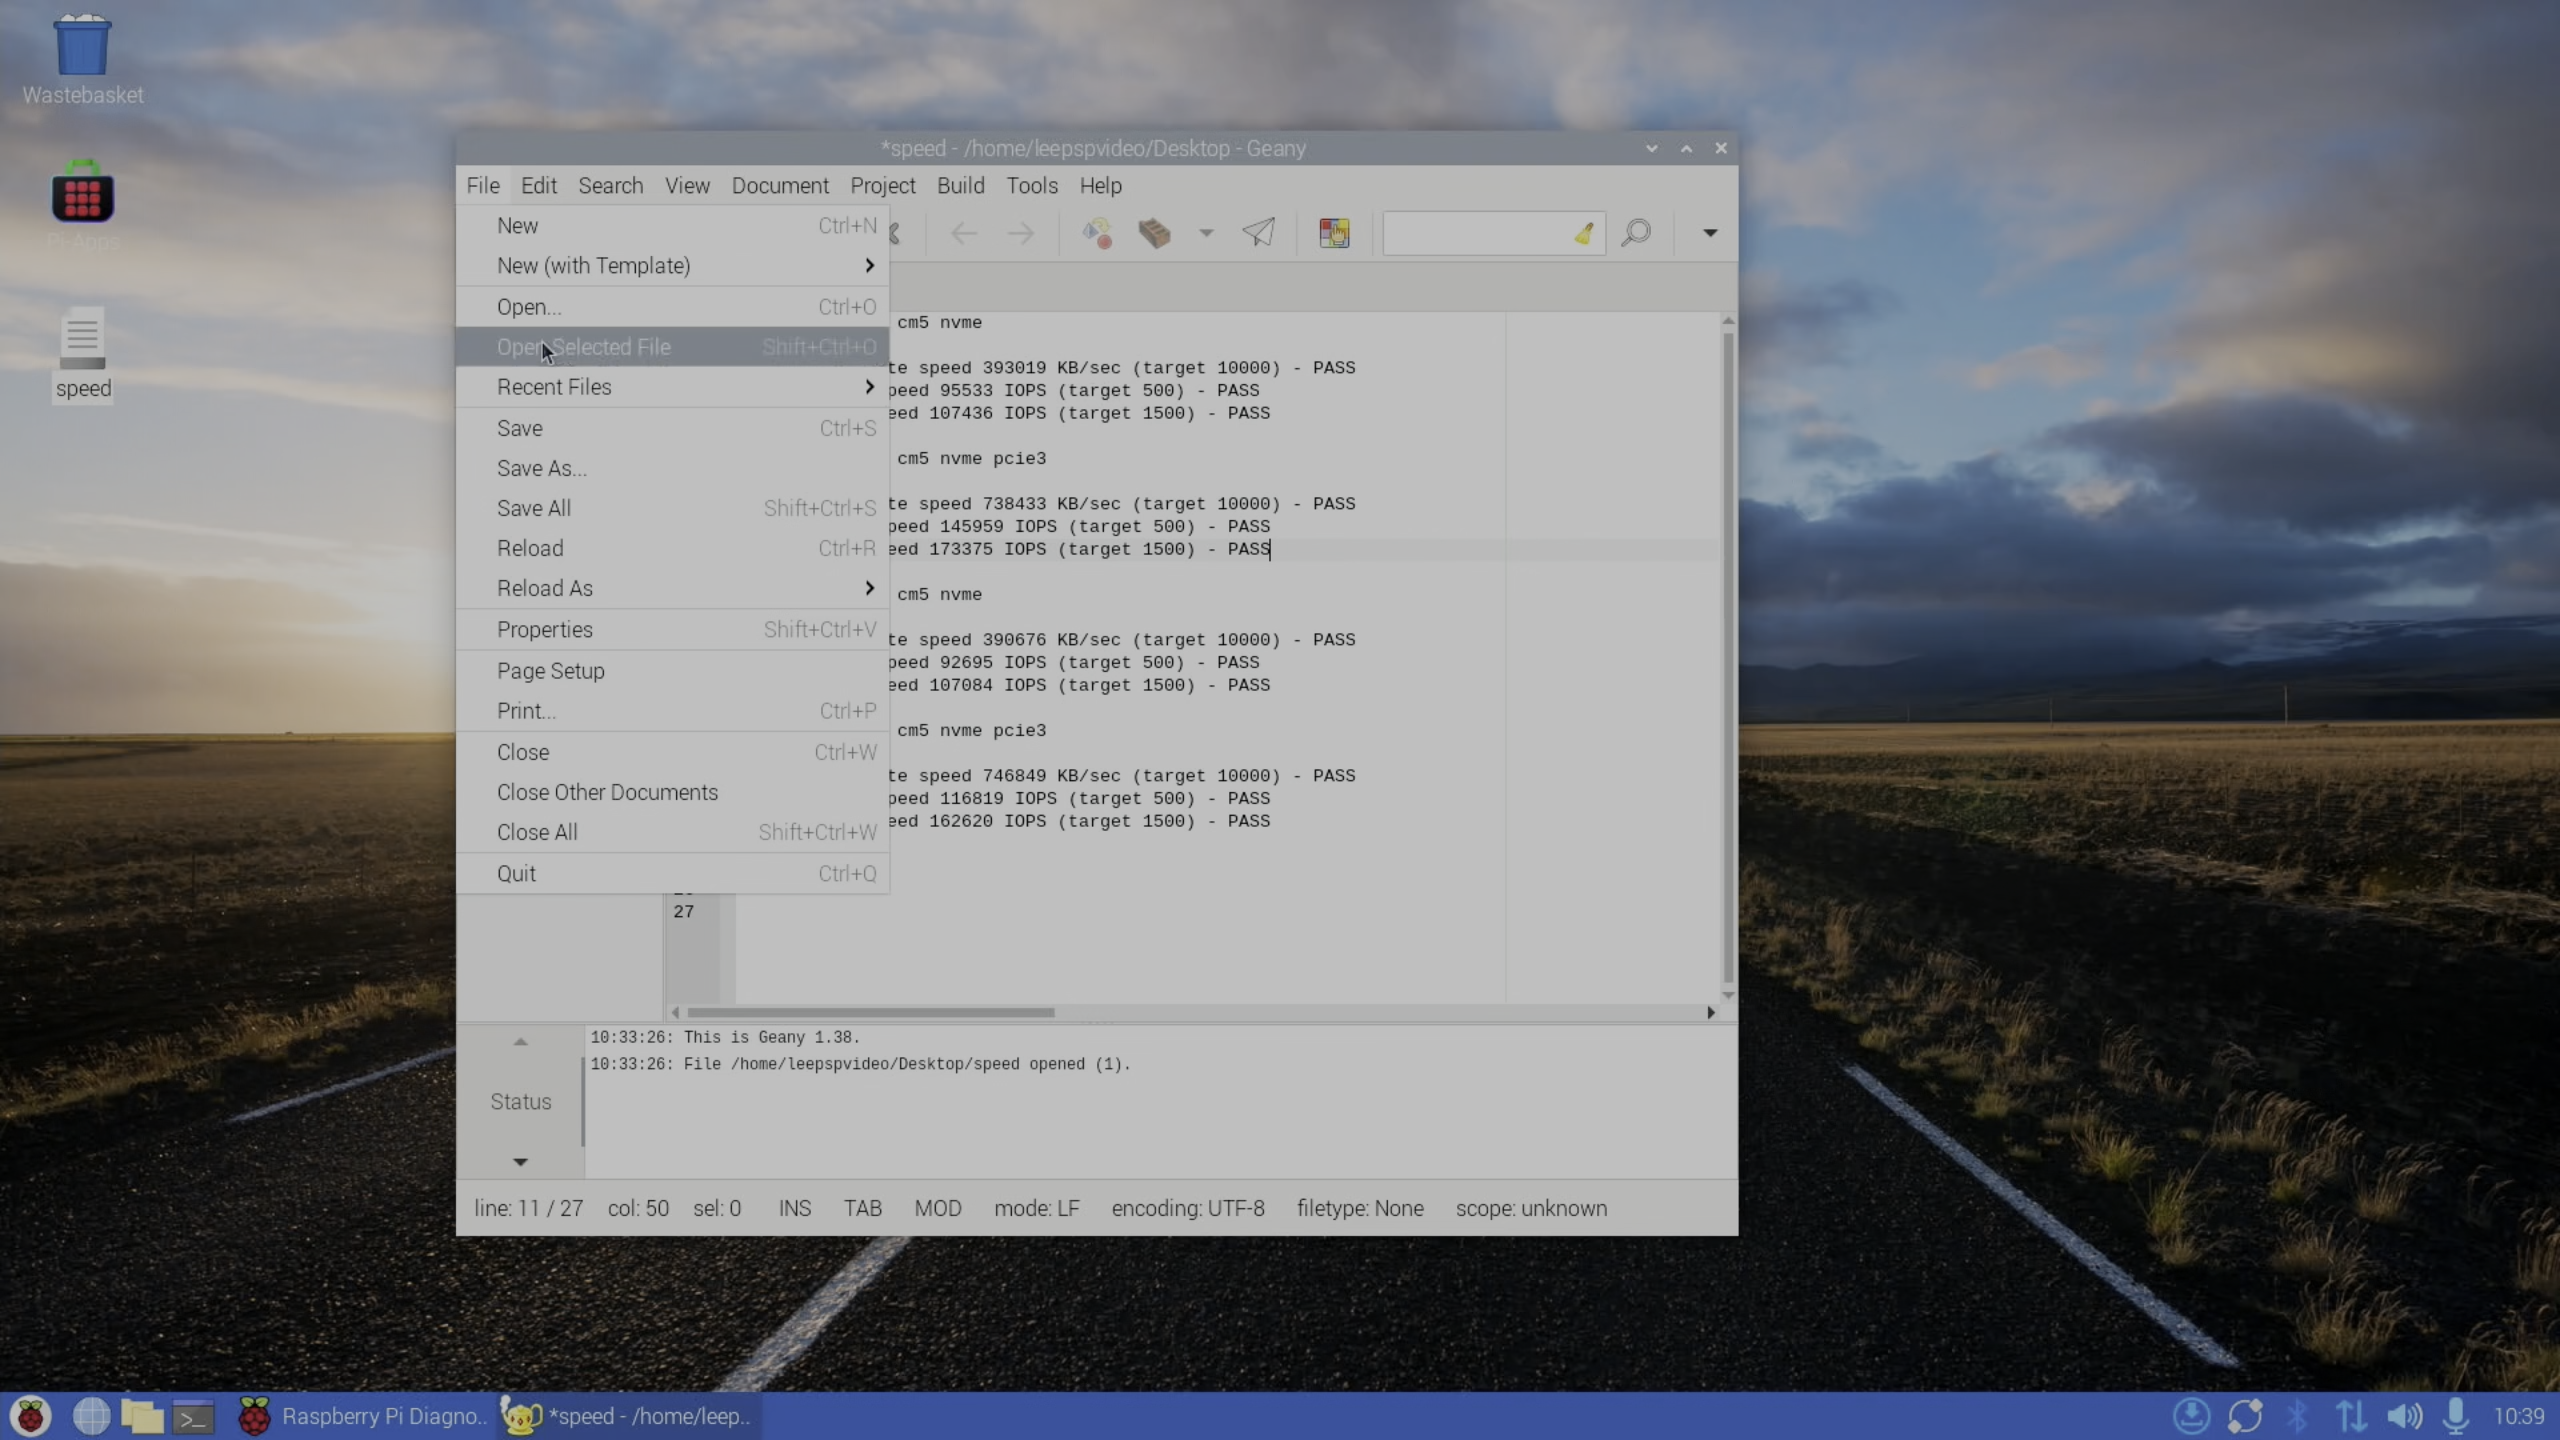 Wastebasket
Pi-Apps
speed
*speed - /home/leepspvideo/Desktop - Geany
File Edit Search View Document Project Build Tools Help
New Ctrl+N
New (with Template)
Open... Ctrl+O
Open Selected File Shift+Ctrl+O
Recent Files
Save Ctrl+S
Save As...
Save All Shift+Ctrl+S
Reload Ctrl+R
Reload As
Properties Shift+Ctrl+V
Page Setup
Print... Ctrl+P
Close Ctrl+W
Close Other Documents
Close All Shift+Ctrl+W
Quit Ctrl+Q
cm5 nvme
te speed 393019 KB/sec (target 10000) - PASS
peed 95533 IOPS (target 500) - PASS
eed 107436 IOPS (target 1500) - PASS
cm5 nvme pcie3
te speed 738433 KB/sec (target 10000) - PASS
peed 145959 IOPS (target 500) - PASS
eed 173375 IOPS (target 1500) - PASS
cm5 nvme
te speed 390676 KB/sec (target 10000) - PASS
peed 92695 IOPS (target 500) - PASS
eed 107084 IOPS (target 1500) - PASS
cm5 nvme pcie3
te speed 746849 KB/sec (target 10000) - PASS
peed 116819 IOPS (target 500) - PASS
eed 162620 IOPS (target 1500) - PASS
27
10:33:26: This is Geany 1.38.
10:33:26: File /home/leepspvideo/Desktop/speed opened (1).
Status
line: 11 / 27 col: 50 sel: 0 INS TAB MOD mode: LF encoding: UTF-8 filetype: None scope: unknown
Raspberry Pi Diagno.. *speed - /home/leep.. 10:39